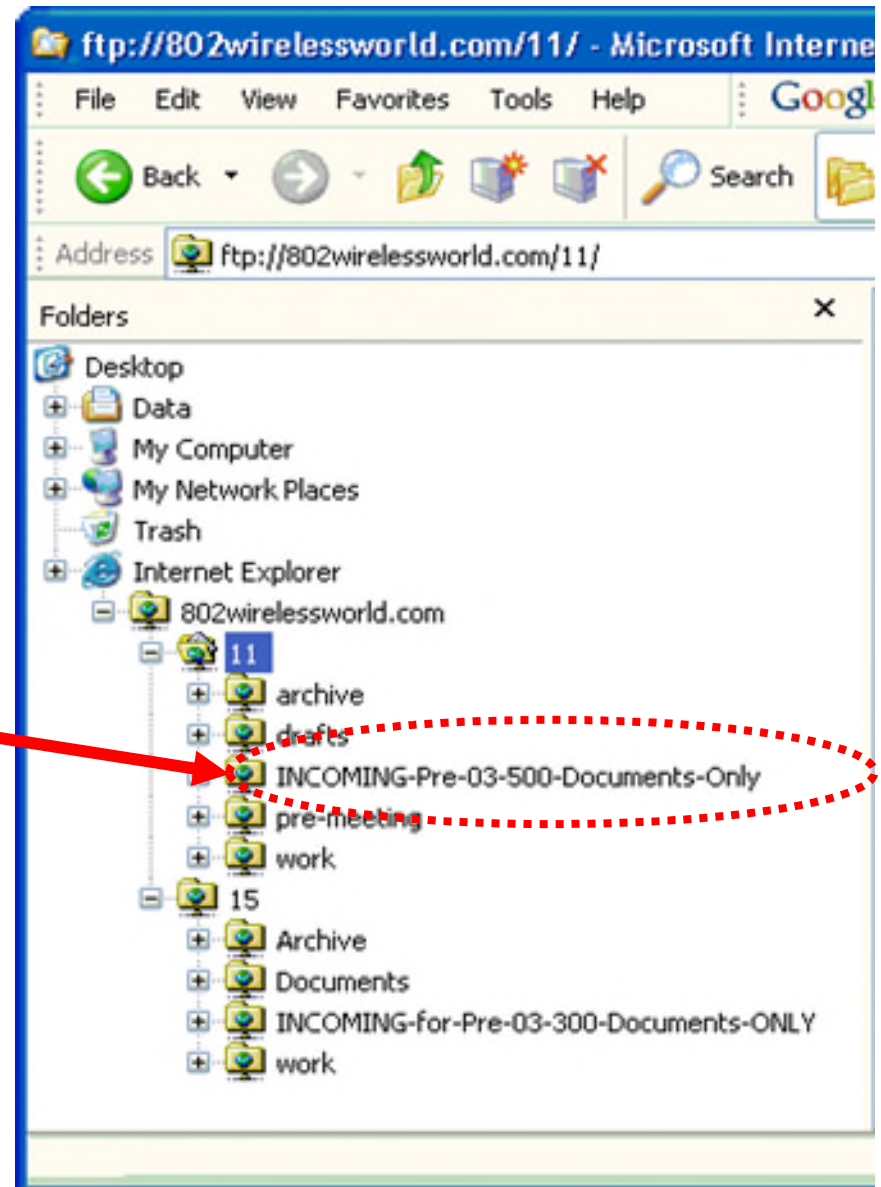 ftp://802wirelessworld.com/11/ - Microsoft Interne
File Edit View Favorites Tools Help Googl
Back Search
Address ftp://802wirelessworld.com/11/
Folders
Desktop
Data
My Computer
My Network Places
Trash
Internet Explorer
802wirelessworld.com
11
archive
drafts
INCOMING-Pre-03-500-Documents-Only
pre-meeting
work
15
Archive
Documents
INCOMING-for-Pre-03-300-Documents-ONLY
work